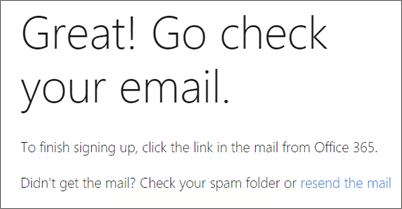 Great! Go check
your email.
To finish signing up, click the link in the mail from Office 365.
Didn't get the mail? Check your spam folder or resend the mail